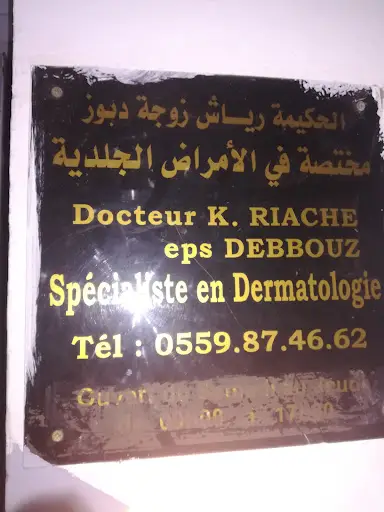 الحكيمة رياش زوجة دبوز
مختصة في الأمراض الجلدية
Docteur K. RIACHE
eps DEBBOUZ
Spécialiste en Dermatologie
Tél : 0559.87.46.62